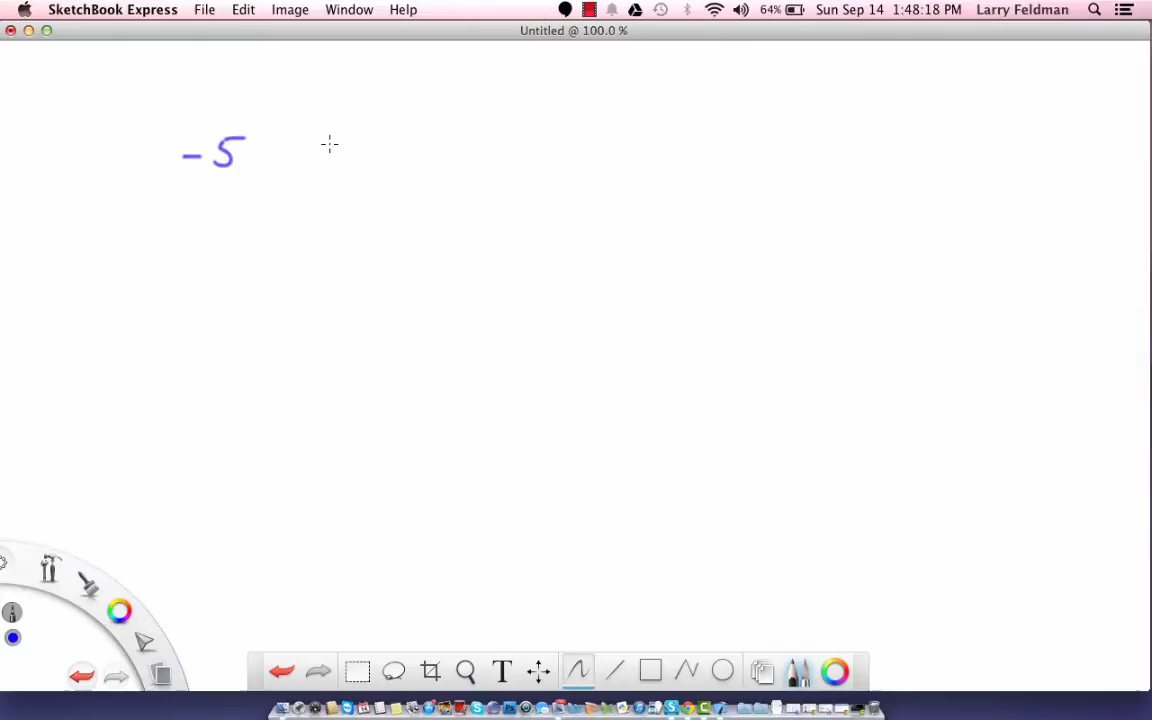 SketchBook Express File Edit Image Window Help 64% Sun Sep 14 1:48:18 PM Larry Feldman
Untitled @ 100.0 %
- 5
T